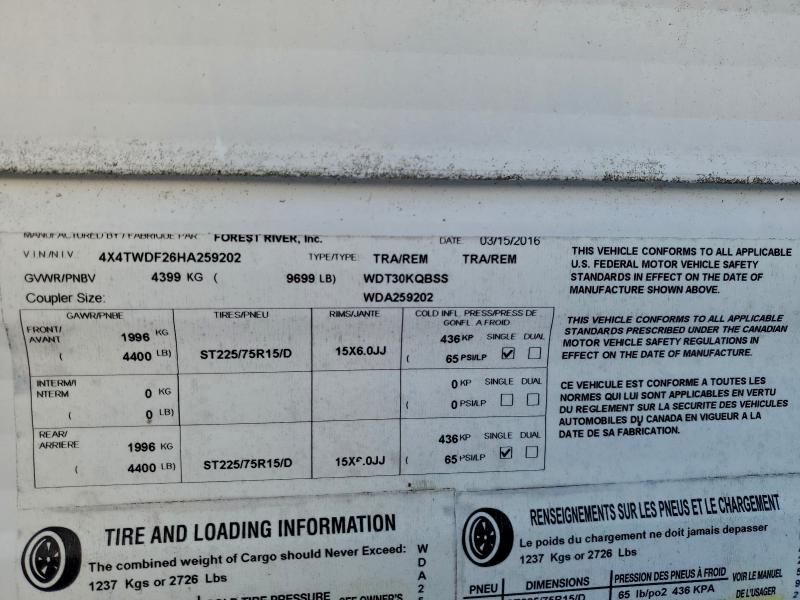 MANUFACTURED BY / FABRIQUE PAR FOREST RIVER, Inc. DATE 03/15/2016
V I N/N I V 4X4TWDF26HA259202 TYPE/TYPE: TRA/REM TRA/REM
GVWR/PNBV 4399 KG ( 9699 LB) WDT30KQBSS
Coupler Size: WDA259202
GAWR/PNBE TIRES/PNEU RIMS/JANTE COLD INFL. PRESS/PRESS DE GONFL. A FROID
FRONT/AVANT 1996 KG 436 KP SINGLE DUAL
( 4400 LB) ST225/75R15/D 15X6.0JJ ( 65 PSI/LP
INTERM/INTERM 0 KG 0 KP SINGLE DUAL
( 0 LB) ( 0 PSI/LP
REAR/ARRIERE 1996 KG 436 KP SINGLE DUAL
( 4400 LB) ST225/75R15/D 15X6.0JJ ( 65 PSI/LP
THIS VEHICLE CONFORMS TO ALL APPLICABLE
U.S. FEDERAL MOTOR VEHICLE SAFETY
STANDARDS IN EFFECT ON THE DATE OF
MANUFACTURE SHOWN ABOVE.
THIS VEHICLE CONFORMS TO ALL APPLICABLE
STANDARDS PRESCRIBED UNDER THE CANADIAN
MOTOR VEHICLE SAFETY REGULATIONS IN
EFFECT ON THE DATE OF MANUFACTURE.
CE VEHICULE EST CONFORME A TOUTES LES
NORMES QUI LUI SONT APPLICABLES EN VERTU
DU REGLEMENT SUR LA SECURITE DES VEHICULES
AUTOMOBILES DU CANADA EN VIGUEUR A LA
DATE DE SA FABRICATION.
TIRE AND LOADING INFORMATION
The combined weight of Cargo should Never Exceed:
1237 Kgs or 2726 Lbs
COLD TIRE PRESSURE SEE OWNER'S
W
D
A
2
RENSEIGNEMENTS SUR LES PNEUS ET LE CHARGEMENT
Le poids du chargement ne doit jamais depasser
1237 Kgs or 2726 Lbs
PNEU DIMENSIONS PRESSION DES PNEUS À FROID VOIR LE MANUEL
ST225/75R15/D 65 lb/po2 436 KPA DE L'USAGER